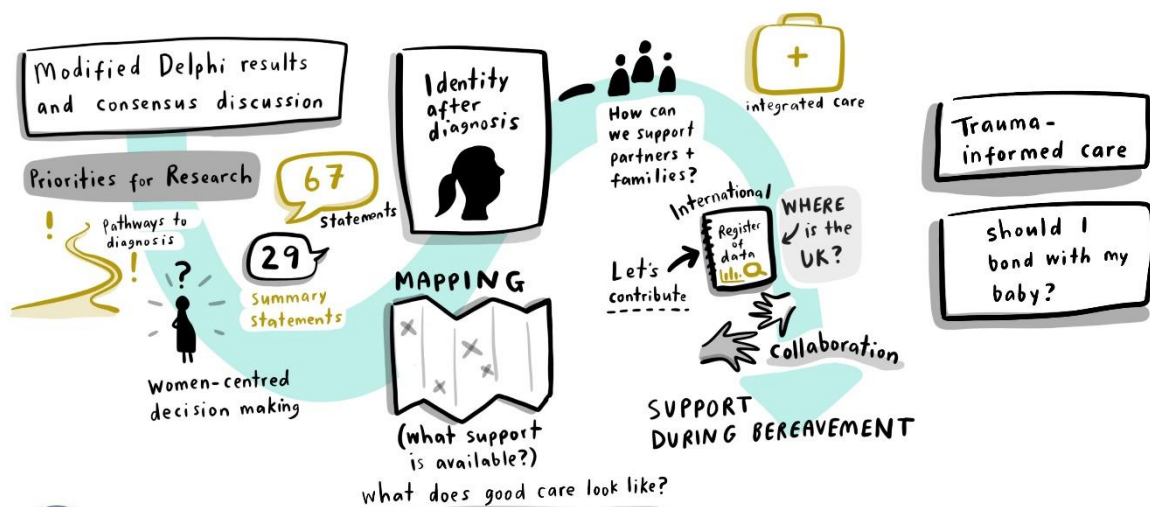 Modified Delphi results
and consensus discussion
Priorities for Research
67
statements
!
Pathways to
diagnosis
!
?
29
summary
statements
Women-centred
decision making
Identity
after
diagnosis
MAPPING
(what support
is available?)
what does good care look like?
How can
we support
partners +
families?
+
integrated care
International
Register
of
data
WHERE
is the
UK?
Let's
contribute
collaboration
SUPPORT
DURING BEREAVEMENT
Trauma-
informed care
should I
bond with my
baby?